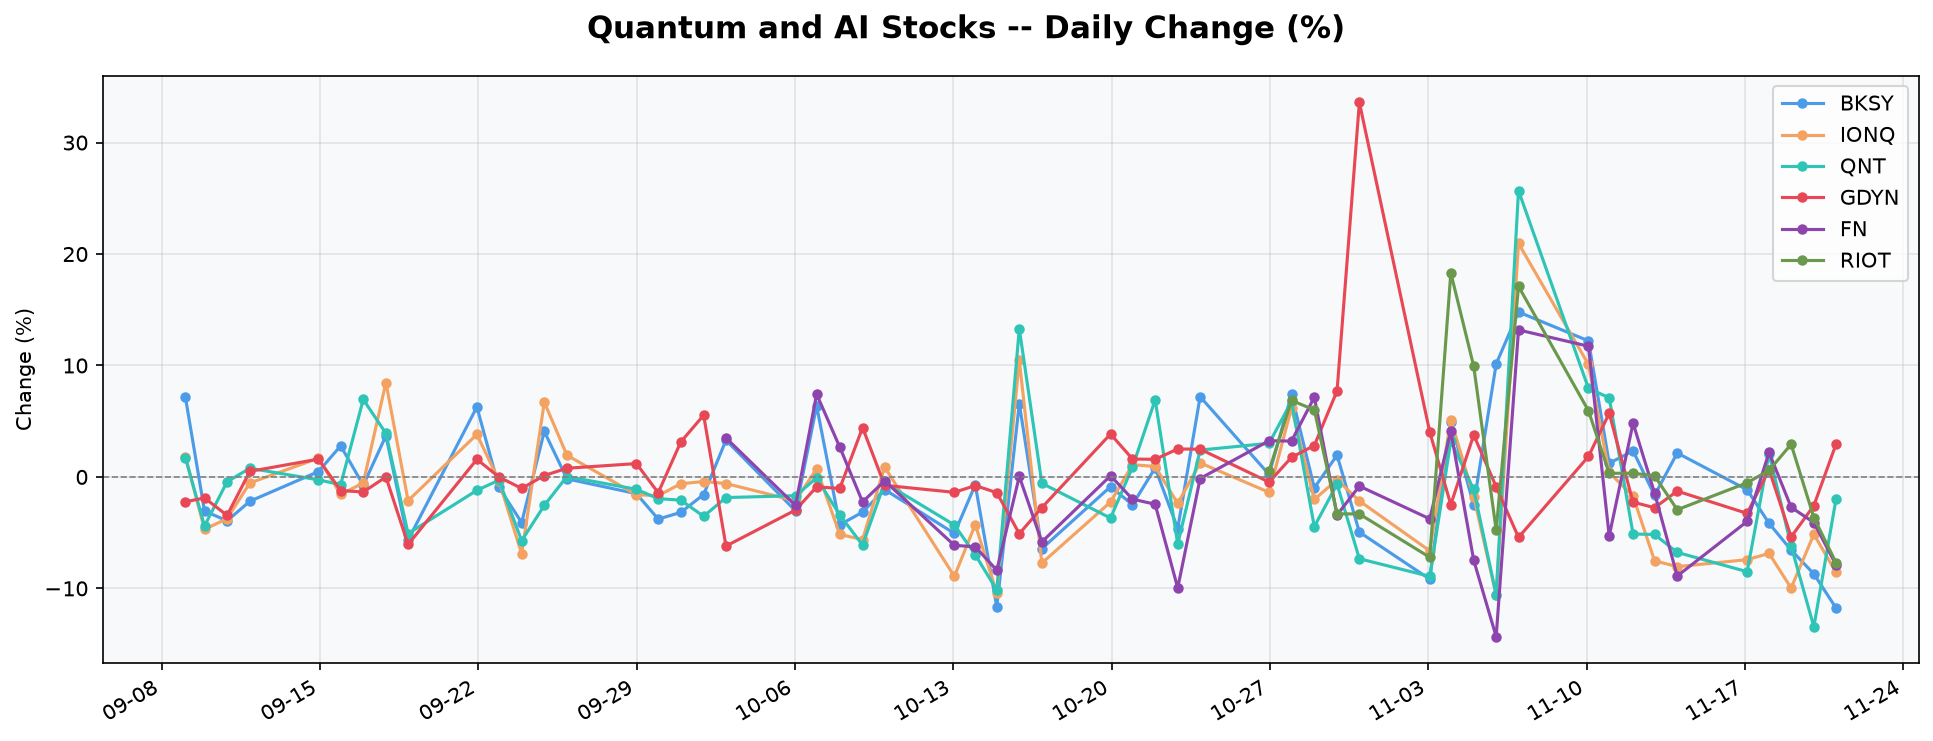 Quantum and AI Stocks -- Daily Change (%)
Change (%)
30
20
10
0
−10
09-08
09-15
09-22
09-29
10-06
10-13
10-20
10-27
11-03
11-10
11-17
11-24
BKSY
IONQ
QNT
GDYN
FN
RIOT